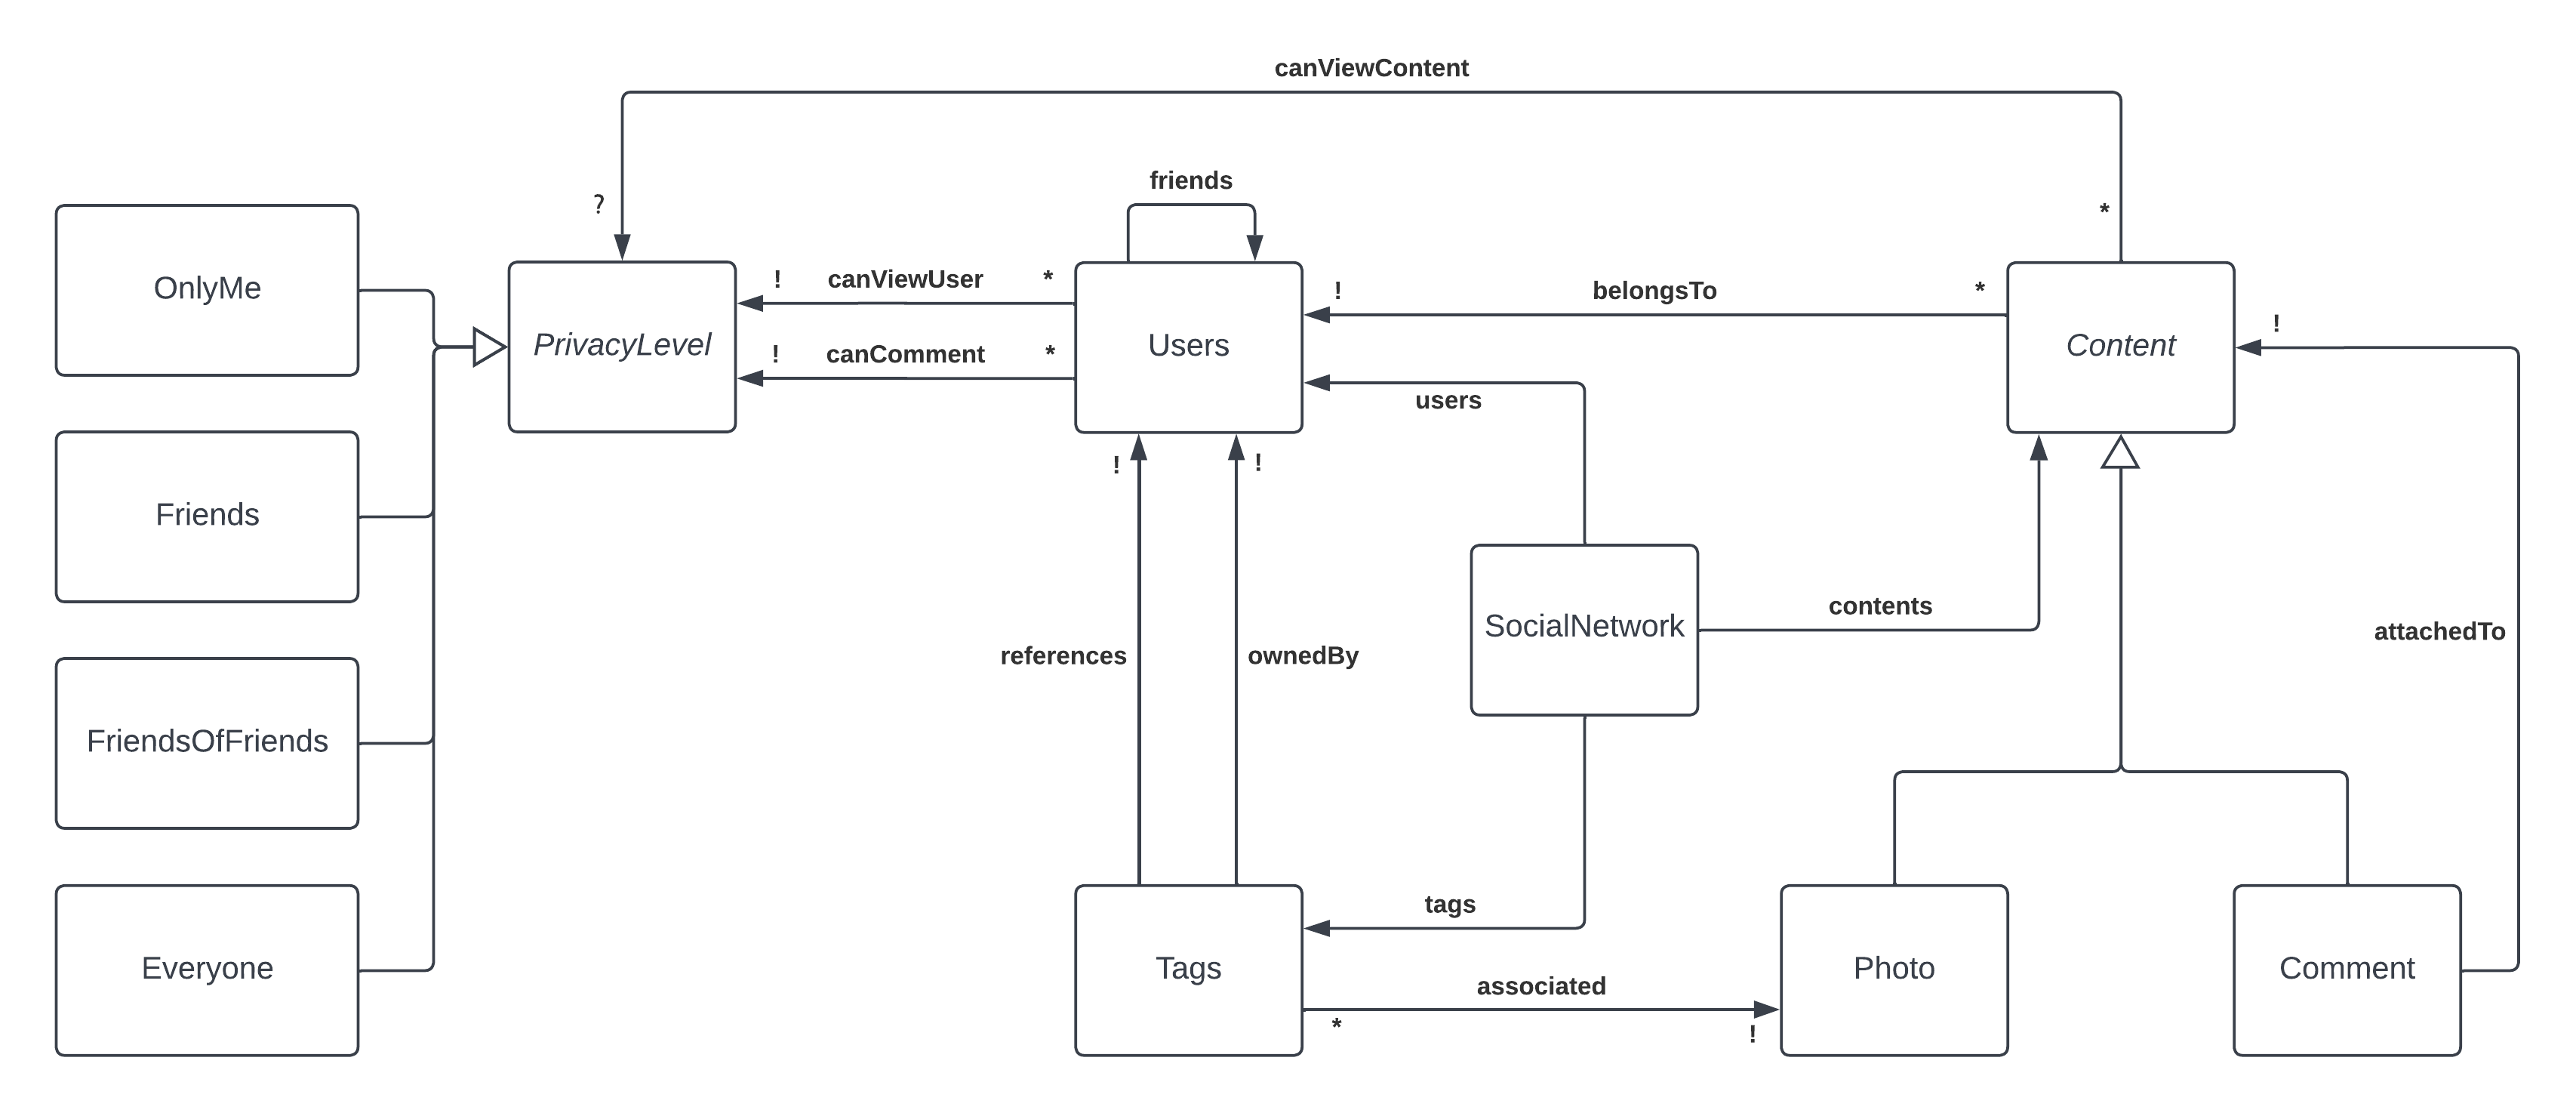 canViewContent
friends
?
*
OnlyMe
! canViewUser *
! belongsTo *
PrivacyLevel
Users
Content
!
! canComment *
users
! !
Friends
SocialNetwork
contents
attachedTo
references
ownedBy
FriendsOfFriends
tags
Everyone
Tags
Photo
Comment
associated
* !